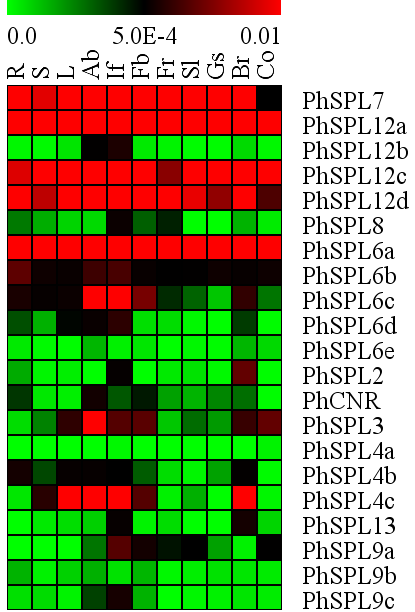 0.0 5.0E-4 0.01
R S L Ab If Fb Fr Sl Gs Br Co
PhSPL7
PhSPL12a
PhSPL12b
PhSPL12c
PhSPL12d
PhSPL8
PhSPL6a
PhSPL6b
PhSPL6c
PhSPL6d
PhSPL6e
PhSPL2
PhCNR
PhSPL3
PhSPL4a
PhSPL4b
PhSPL4c
PhSPL13
PhSPL9a
PhSPL9b
PhSPL9c